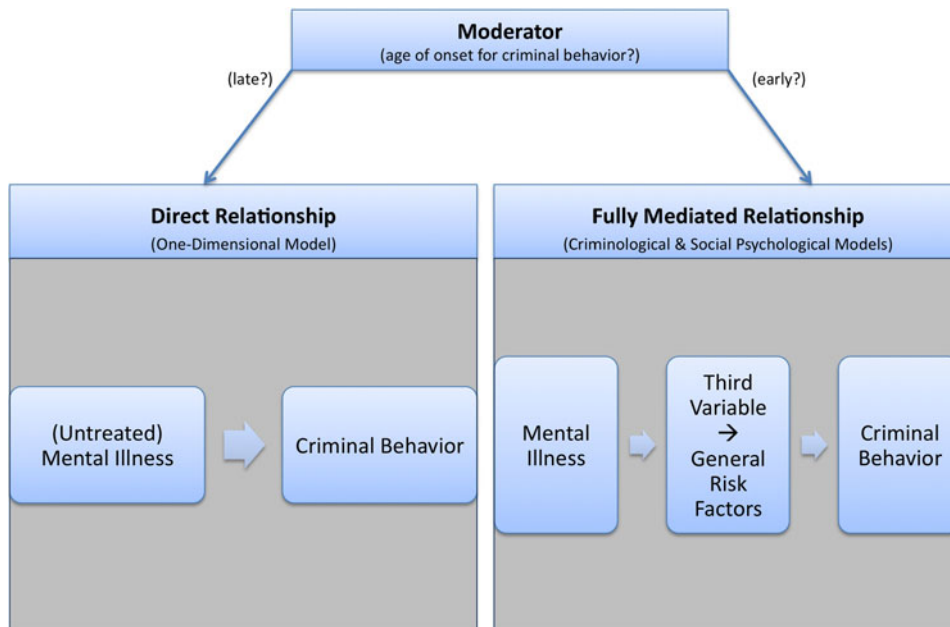 Moderator
(age of onset for criminal behavior?)
(late?)
(early?)
Direct Relationship
(One-Dimensional Model)
Fully Mediated Relationship
(Criminological & Social Psychological Models)
(Untreated)
Mental Illness
Criminal Behavior
Mental
Illness
Third
Variable
→
General
Risk
Factors
Criminal
Behavior